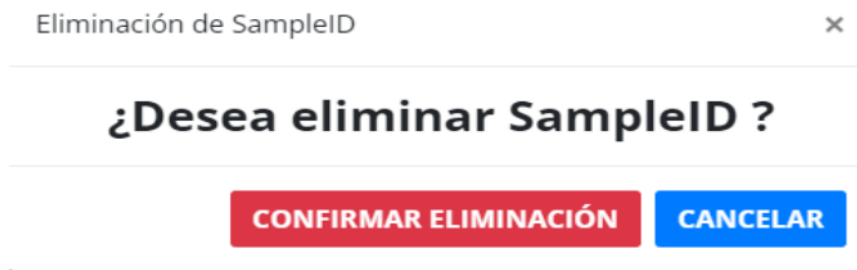 Eliminación de SampleID ×
¿Desea eliminar SampleID ?
CONFIRMAR ELIMINACIÓN CANCELAR